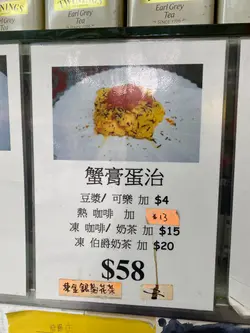 Earl Grey
Tea
Earl Grey
Tea
蟹膏蛋治
豆漿/ 可樂 加 $4
熱 咖啡 加 $13
凍 咖啡/ 奶茶 加 $15
凍 伯爵奶茶 加 $20
$58